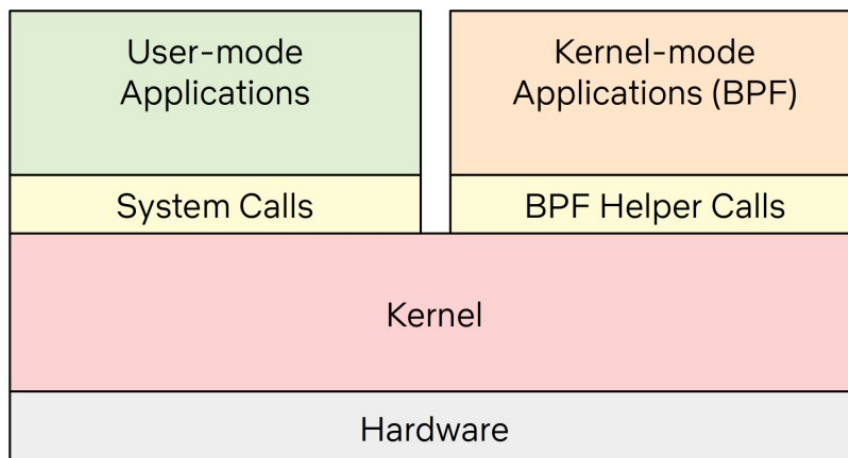 User-mode
Applications
Kernel-mode
Applications (BPF)
System Calls
BPF Helper Calls
Kernel
Hardware